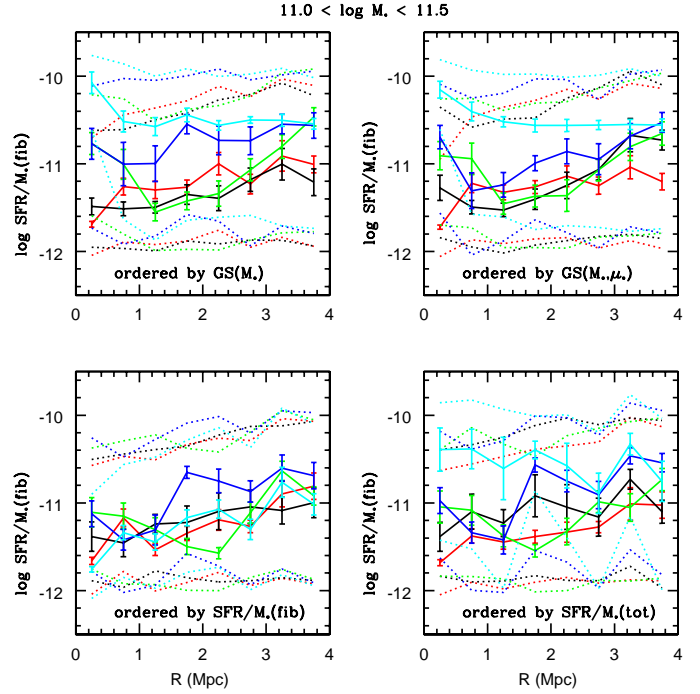 11.0 < log M* < 11.5
-10
-11
-12
log SFR/M*(fib)
ordered by GS(M*)
0 1 2 3 4
-10
-11
-12
log SFR/M*(fib)
ordered by GS(M*,μ*)
0 1 2 3 4
-10
-11
-12
log SFR/M*(fib)
ordered by SFR/M*(fib)
0 1 2 3 4
R (Mpc)
-10
-11
-12
log SFR/M*(fib)
ordered by SFR/M*(tot)
0 1 2 3 4
R (Mpc)